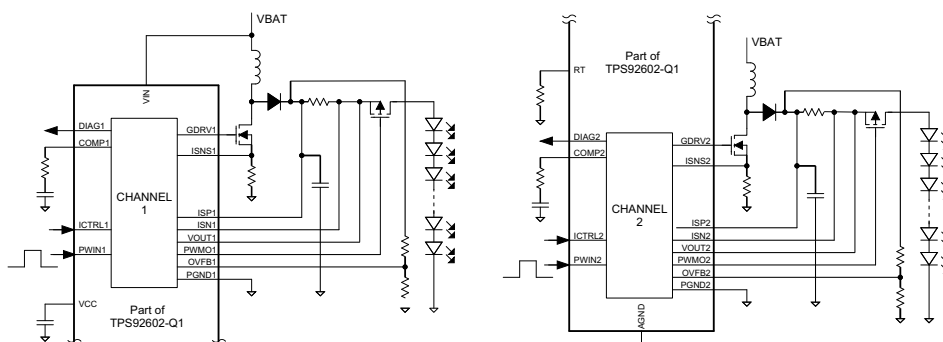 VBAT
VIN
DIAG1
COMP1
GDRV1
ISNS1
CHANNEL
1
ICTRL1
PWIN1
ISP1
ISN1
VOUT1
PWMO1
OVFB1
PGND1
VCC
Part of
TPS92602-Q1
VBAT
Part of
TPS92602-Q1
RT
DIAG2
COMP2
GDRV2
ISNS2
CHANNEL
2
ICTRL2
PWIN2
ISP2
ISN2
VOUT2
PWMO2
OVFB2
PGND2
AGND